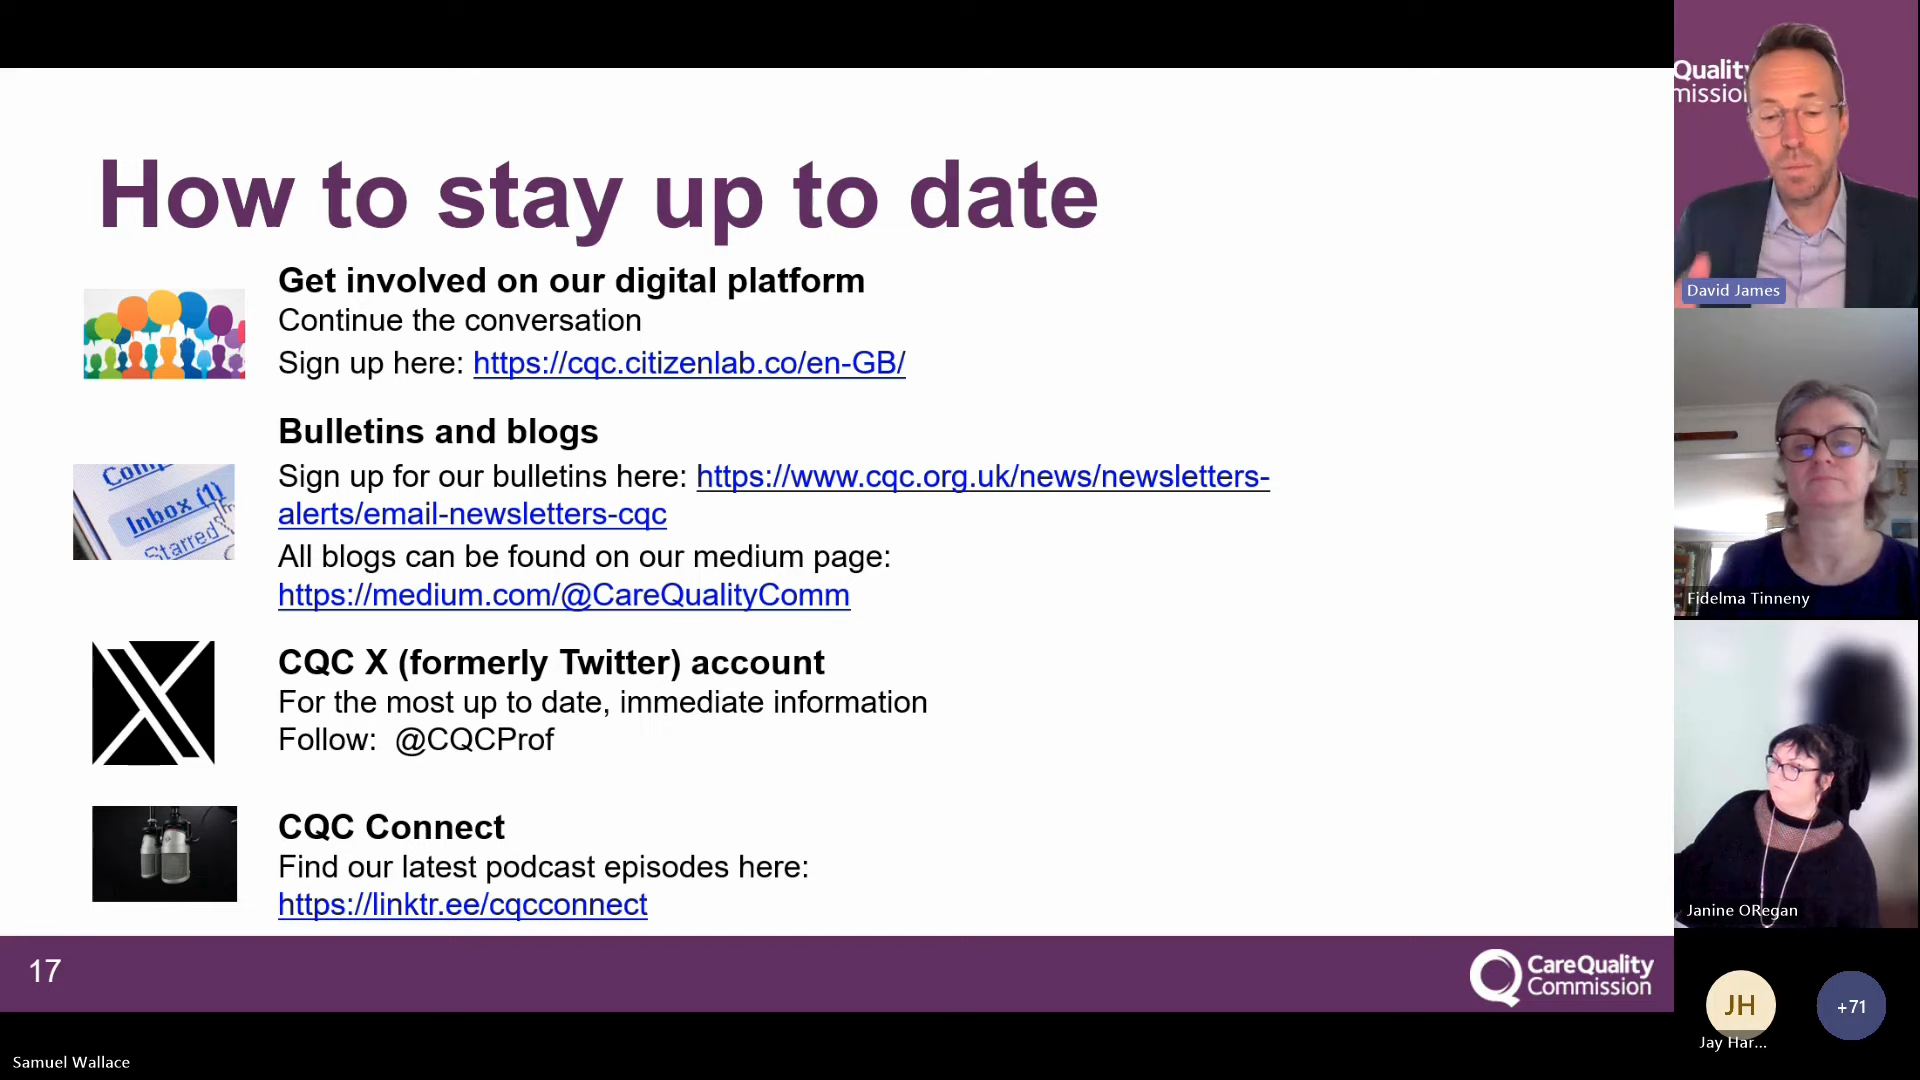 How to stay up to date
Get involved on our digital platform
Continue the conversation
Sign up here: https://cqc.citizenlab.co/en-GB/
Bulletins and blogs
Sign up for our bulletins here: https://www.cqc.org.uk/news/newsletters-
alerts/email-newsletters-cqc
All blogs can be found on our medium page:
https://medium.com/@CareQualityComm
CQC X (formerly Twitter) account
For the most up to date, immediate information
Follow: @CQCProf
CQC Connect
Find our latest podcast episodes here:
https://linktr.ee/cqcconnect
Inbox (1)
Starred
17
CareQuality
Commission
Samuel Wallace
Quality
mission
David James
Fidelma Tinneny
Janine ORegan
JH
Jay Har...
+71